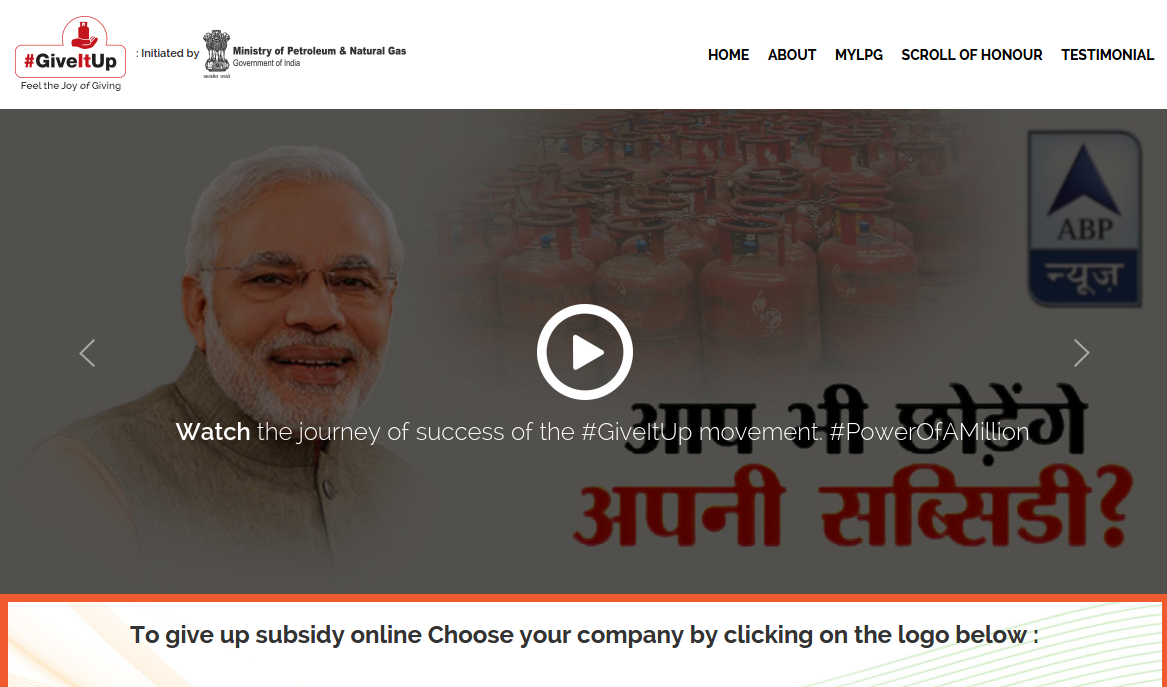 #GiveItUp
Feel the Joy of Giving
: Initiated by
सत्यमेव जयते
Ministry of Petroleum & Natural Gas
Government of India
HOME ABOUT MYLPG SCROLL OF HONOUR TESTIMONIAL
ABP
न्यूज़
आप भी छोड़ेंगे
Watch the journey of success of the #GiveItUp movement. #PowerOfAMillion
अपनी सब्सिडी?
To give up subsidy online Choose your company by clicking on the logo below :